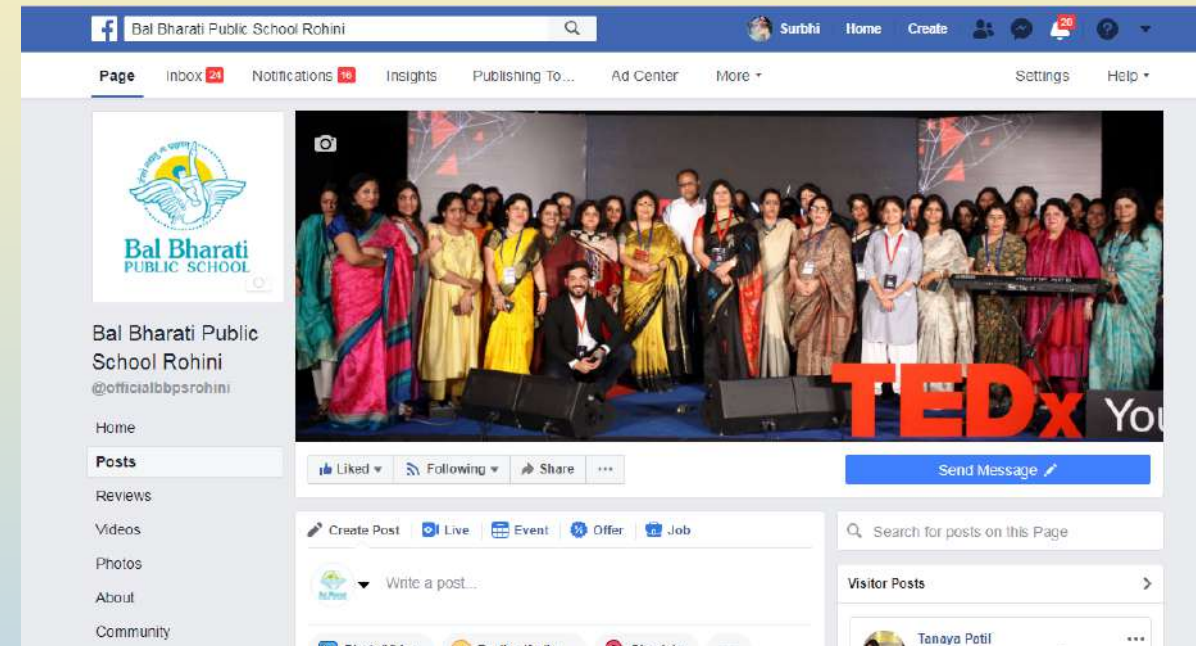 Bal Bharati Public School Rohini
Surbhi Home Create 20
Page Inbox 24 Notifications 16 Insights Publishing To... Ad Center More Settings Help
Bal Bharati
PUBLIC SCHOOL
Bal Bharati Public
School Rohini
@officialbbpsrohini
Home
Posts
Reviews
Videos
Photos
About
Community
TEDx You
Liked Following Share ... Send Message
Create Post Live Event Offer Job
Write a post...
Search for posts on this Page
Visitor Posts
Tanaya Patil